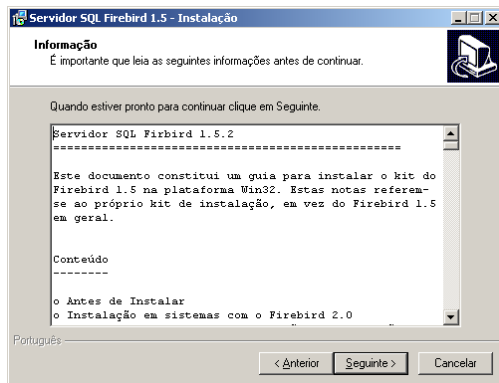 Servidor SQL Firebird 1.5 - Instalação
Informação
É importante que leia as seguintes informações antes de continuar.
Quando estiver pronto para continuar clique em Seguinte.
Servidor SQL Firbird 1.5.2
==============================================
Este documento constitui um guia para instalar o kit do
Firebird 1.5 na plataforma Win32. Estas notas referem-
se ao próprio kit de instalação, em vez do Firebird 1.5
em geral.
Conteúdo
--------
o Antes de Instalar
o Instalação em sistemas com o Firebird 2.0
Português
< Anterior
Seguinte >
Cancelar